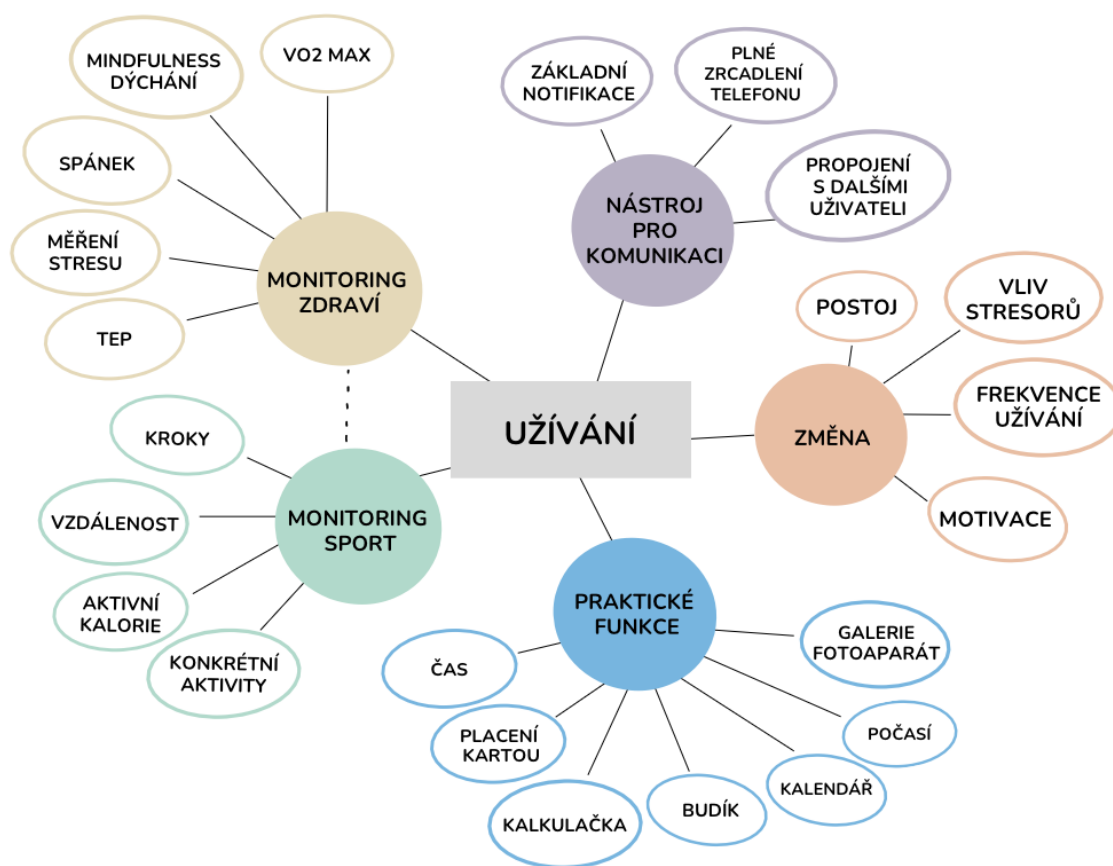 MINDFULNESS
DÝCHÁNÍ
VO2 MAX
SPÁNEK
MĚŘENÍ
STRESU
TEP
MONITORING
ZDRAVÍ
ZÁKLADNÍ
NOTIFIKACE
PLNÉ
ZRCADLENÍ
TELEFONU
PROPOJENÍ
S DALŠÍMI
UŽIVATELI
NÁSTROJ
PRO
KOMUNIKACI
POSTOJ
VLIV
STRESORŮ
FREKVENCE
UŽÍVÁNÍ
MOTIVACE
ZMĚNA
UŽÍVÁNÍ
KROKY
VZDÁLENOST
AKTIVNÍ
KALORIE
KONKRÉTNÍ
AKTIVITY
MONITORING
SPORT
PRAKTICKÉ
FUNKCE
ČAS
PLACENÍ
KARTOU
KALKULAČKA
BUDÍK
KALENDÁŘ
POČASÍ
GALERIE
FOTOAPARÁT